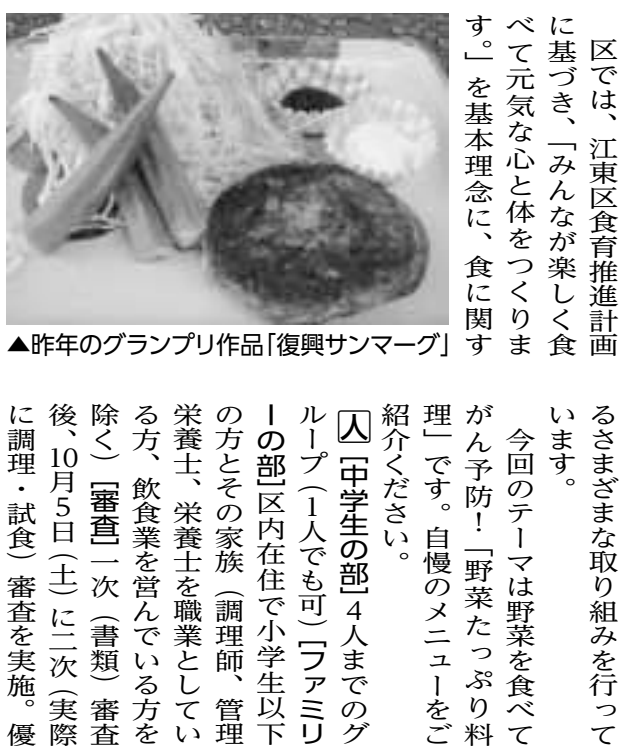 区では、江東区食育推進計画
に基づき、「みんなが楽しく食
べて元気な心と体をつくりま
す。」を基本理念に、食に関す
▲昨年のグランプリ作品「復興サンマーグ」
るさまざまな取り組みを行って
います。
今回のテーマは野菜を食べて
がん予防！「野菜たっぷり料
理」です。自慢のメニューをご
紹介ください。
人［中学生の部］4人までのグ
ループ（1人でも可）［ファミリ
ーの部］区内在住で小学生以下
の方とその家族（調理師、管理
栄養士、栄養士を職業としてい
る方、飲食業を営んでいる方を
除く）［審査］一次（書類）審査
後、10月5日（土）に二次（実際
に調理・試食）審査を実施。優